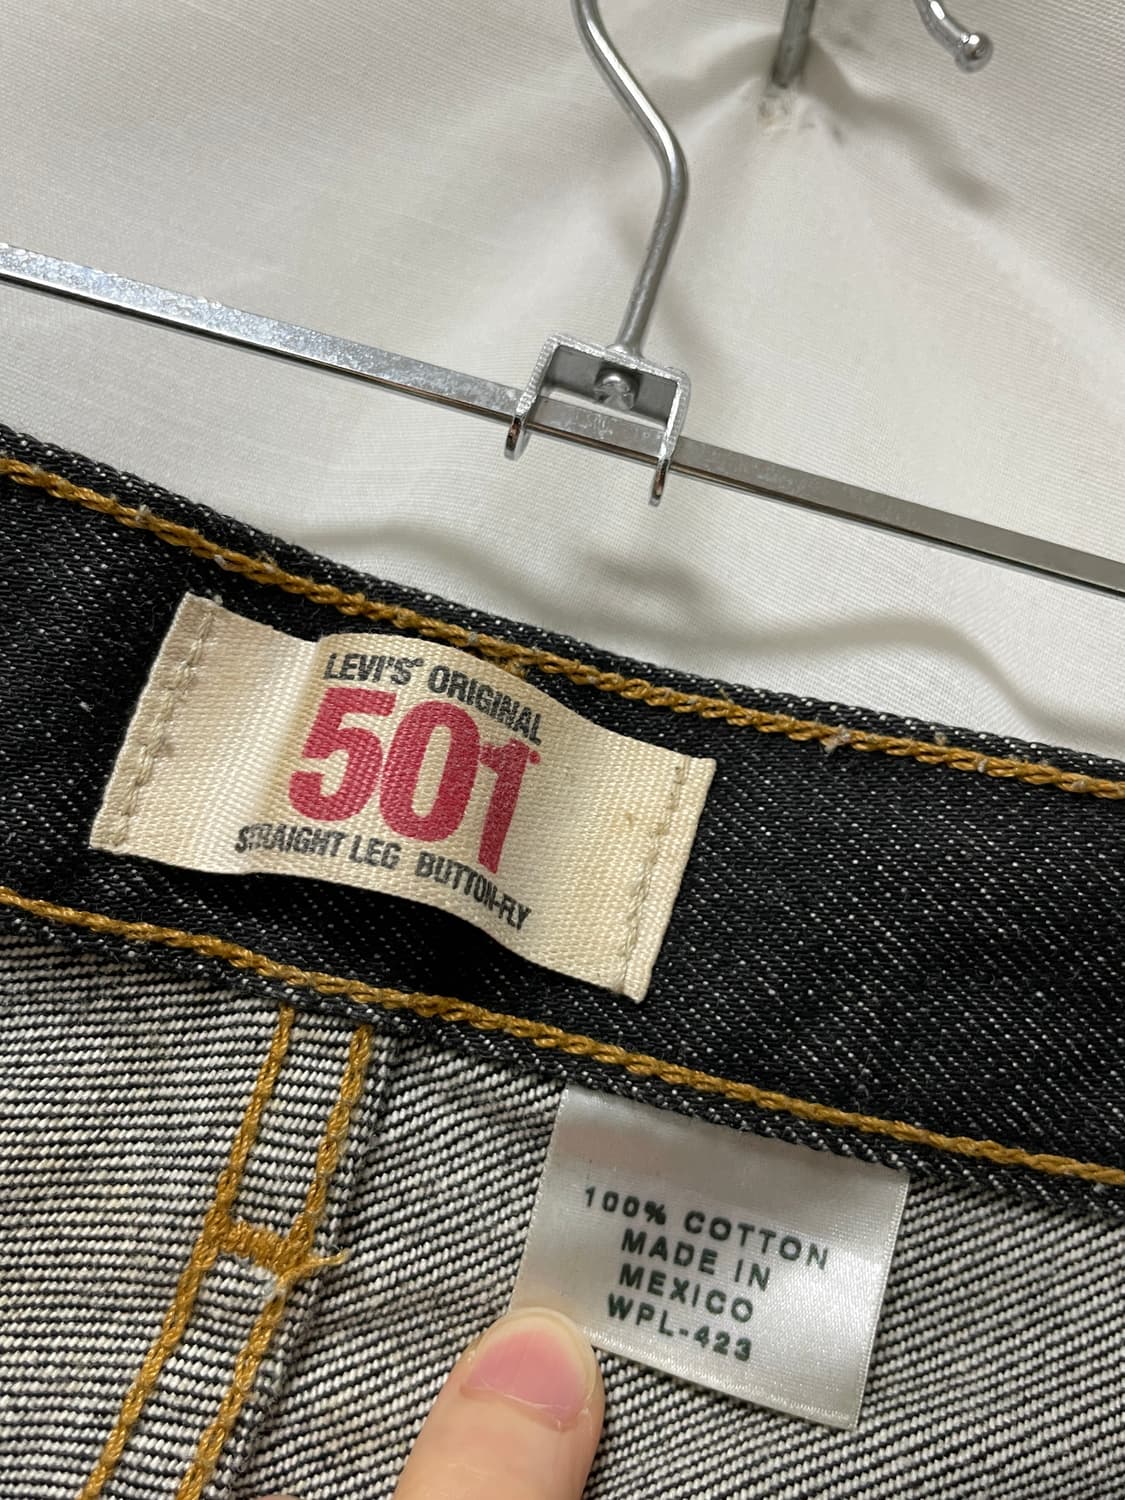 LEVI'S® ORIGINAL
501®
STRAIGHT LEG BUTTON-FLY
100% COTTON
MADE IN
MEXICO
WPL-423